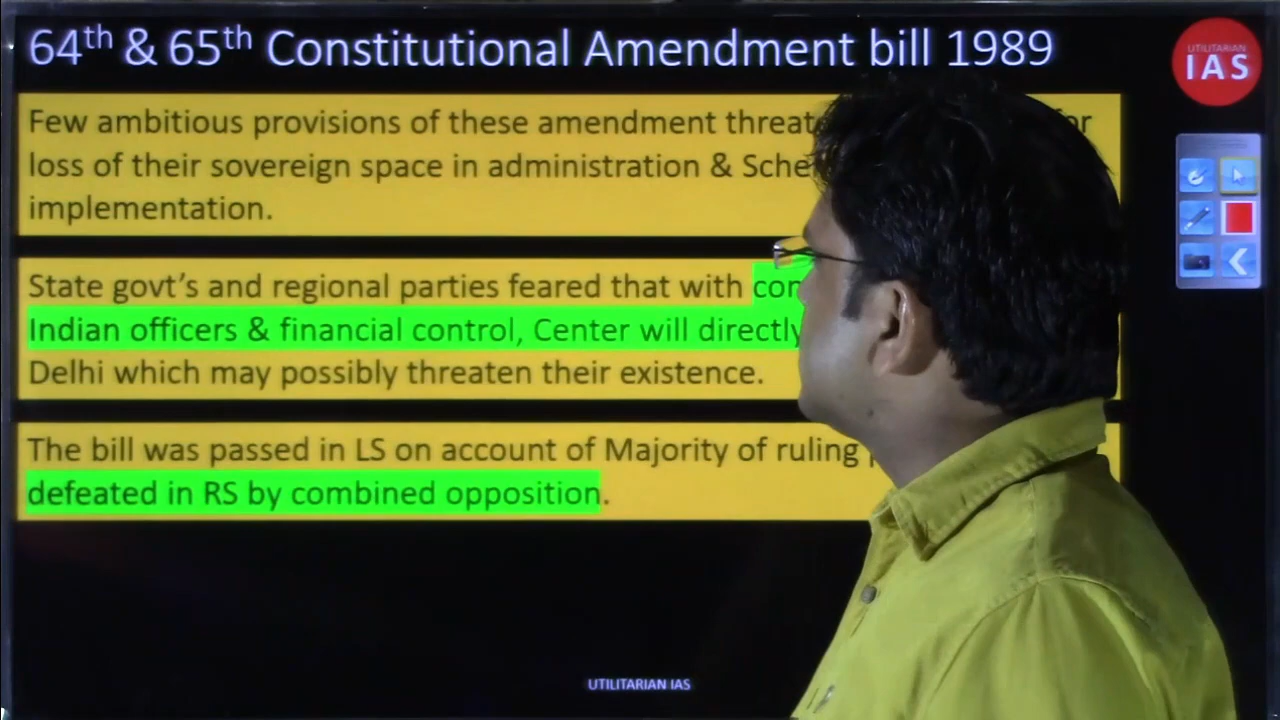 64th & 65th Constitutional Amendment bill 1989
UTILITARIAN
IAS
Few ambitious provisions of these amendment
loss of their sovereign space in administration &
implementation.
State govt's and regional parties feared that with
Indian officers & financial control, Center will directly
Delhi which may possibly threaten their existence.
The bill was passed in LS on account of Majority of ruling
defeated in RS by combined opposition.
UTILITARIAN IAS